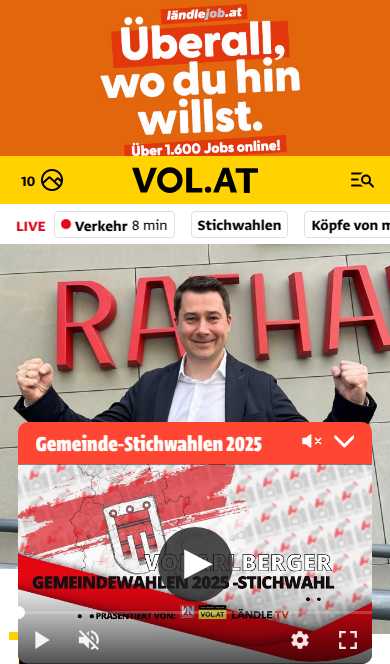 ländlejob.at
Überall,
wo du hin
willst.
Über 1.600 Jobs online!
10
VOL.AT
LIVE
Verkehr 8 min
Stichwahlen
Köpfe von m
RATHA
Gemeinde-Stichwahlen 2025
GEMEINDEWAHLEN 2025 -STICHWAHL
PRÄSENTIERT VON: VN VOL.AT LÄNDLE TV